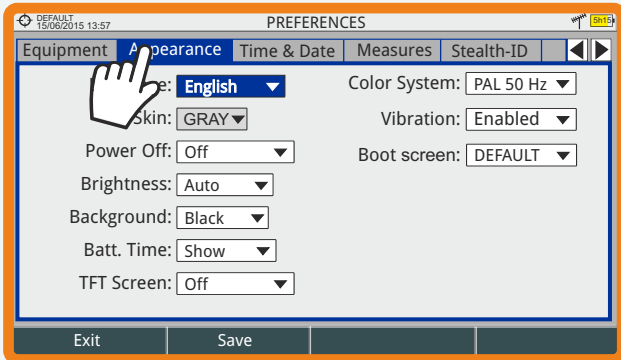 DEFAULT
15/06/2015 13:57
PREFERENCES
5h15
Equipment Appearance Time & Date Measures Stealth-ID
English
Color System: PAL 50 Hz
Skin: GRAY
Vibration: Enabled
Power Off: Off
Boot screen: DEFAULT
Brightness: Auto
Background: Black
Batt. Time: Show
TFT Screen: Off
Exit Save